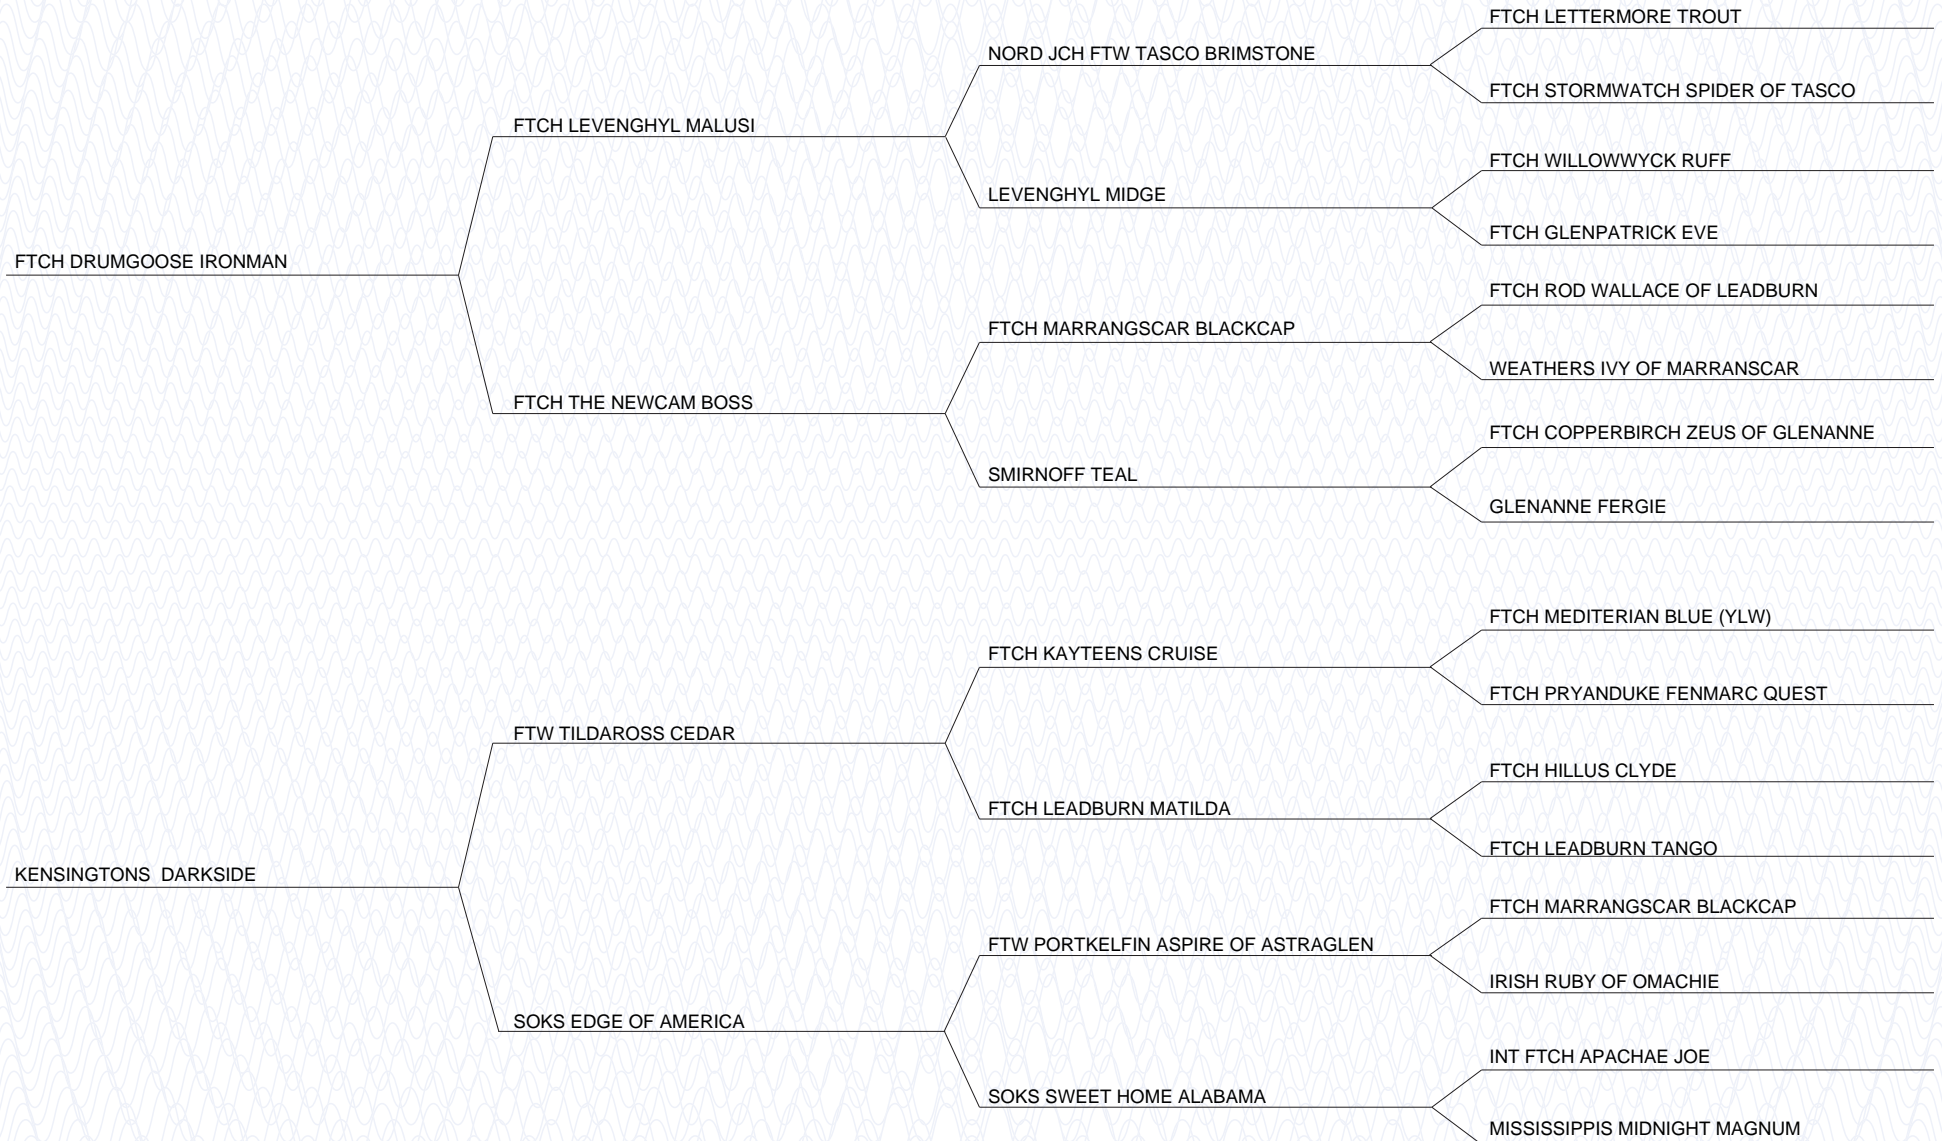 FTCH LETTERMORE TROUT
NORD JCH FTW TASCO BRIMSTONE
FTCH STORMWATCH SPIDER OF TASCO
FTCH LEVENGHYL MALUSI
FTCH WILLOWWYCK RUFF
LEVENGHYL MIDGE
FTCH GLENPATRICK EVE
FTCH DRUMGOOSE IRONMAN
FTCH ROD WALLACE OF LEADBURN
FTCH MARRANGSCAR BLACKCAP
WEATHERS IVY OF MARRANSCAR
FTCH THE NEWCAM BOSS
FTCH COPPERBIRCH ZEUS OF GLENANNE
SMIRNOFF TEAL
GLENANNE FERGIE
FTCH MEDITERIAN BLUE (YLW)
FTCH KAYTEENS CRUISE
FTCH PRYANDUKE FENMARC QUEST
FTW TILDAROSS CEDAR
FTCH HILLUS CLYDE
FTCH LEADBURN MATILDA
FTCH LEADBURN TANGO
KENSINGTONS  DARKSIDE
FTCH MARRANGSCAR BLACKCAP
FTW PORTKELFIN ASPIRE OF ASTRAGLEN
IRISH RUBY OF OMACHIE
SOKS EDGE OF AMERICA
INT FTCH APACHAE JOE
SOKS SWEET HOME ALABAMA
MISSISSIPPIS MIDNIGHT MAGNUM